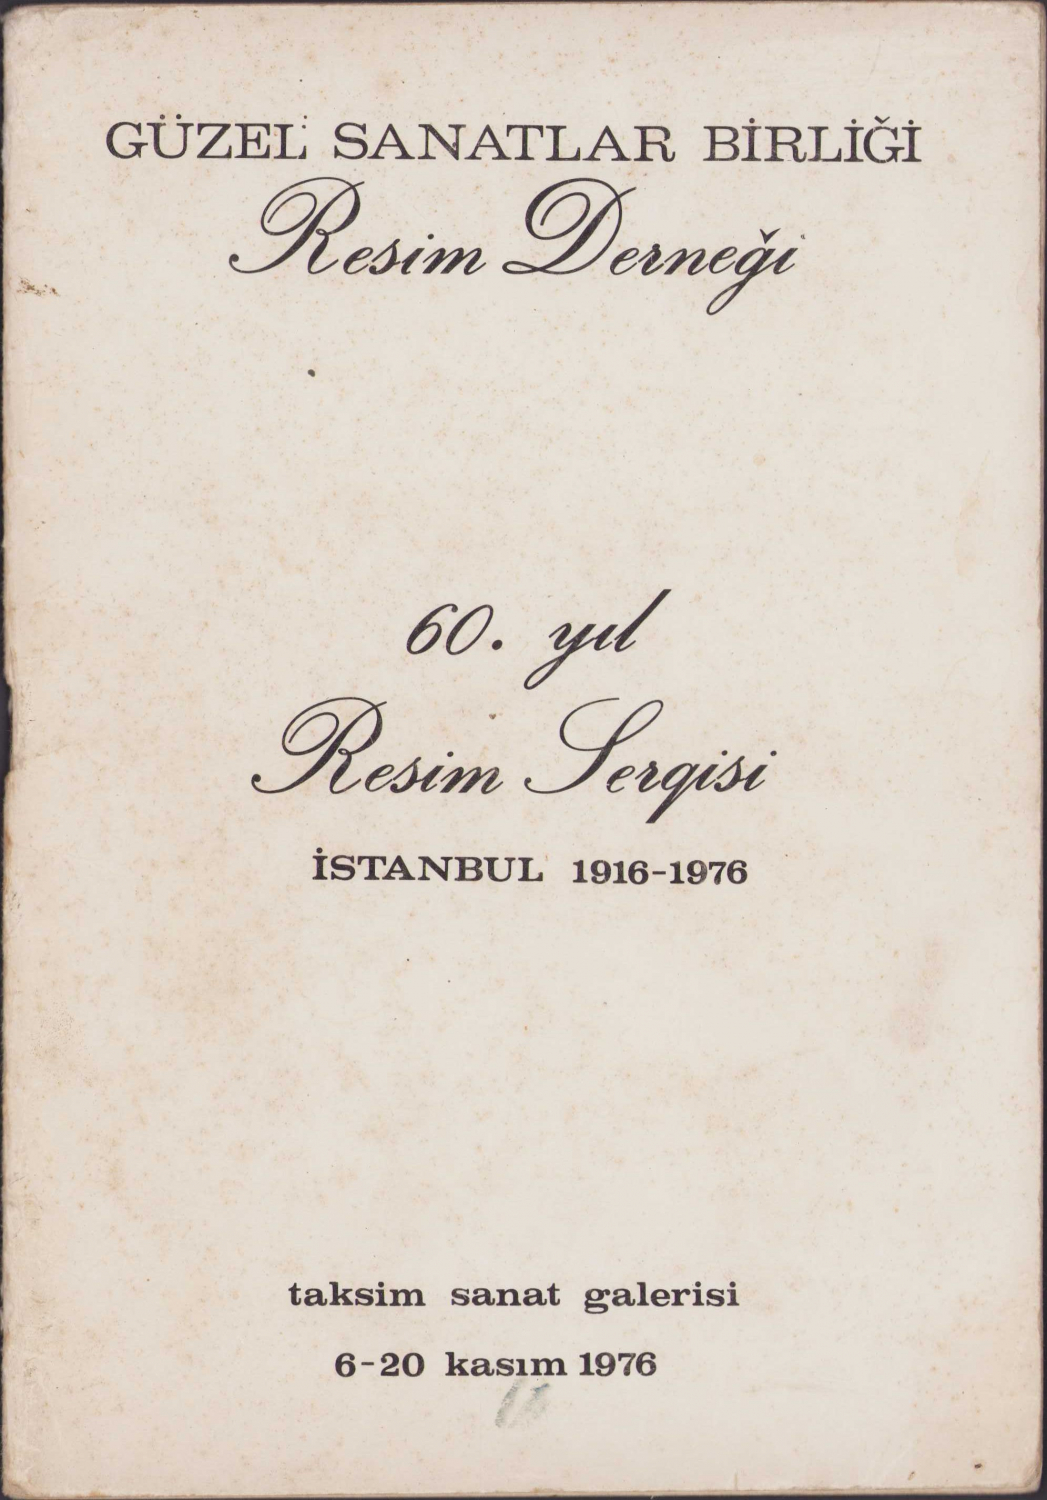 GÜZEL SANATLAR BİRLİĞİ
Resim Derneği
60. yıl
Resim Sergisi
İSTANBUL 1916-1976
taksim sanat galerisi
6-20 kasım 1976